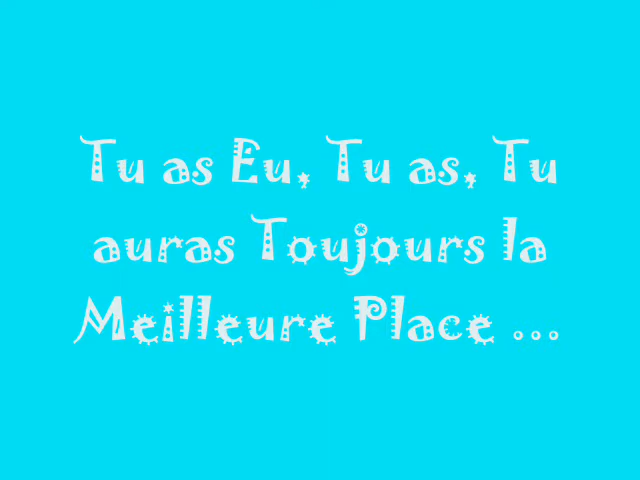 Tu as Eu, Tu as, Tu
auras Toujours la
Meilleure Place ...